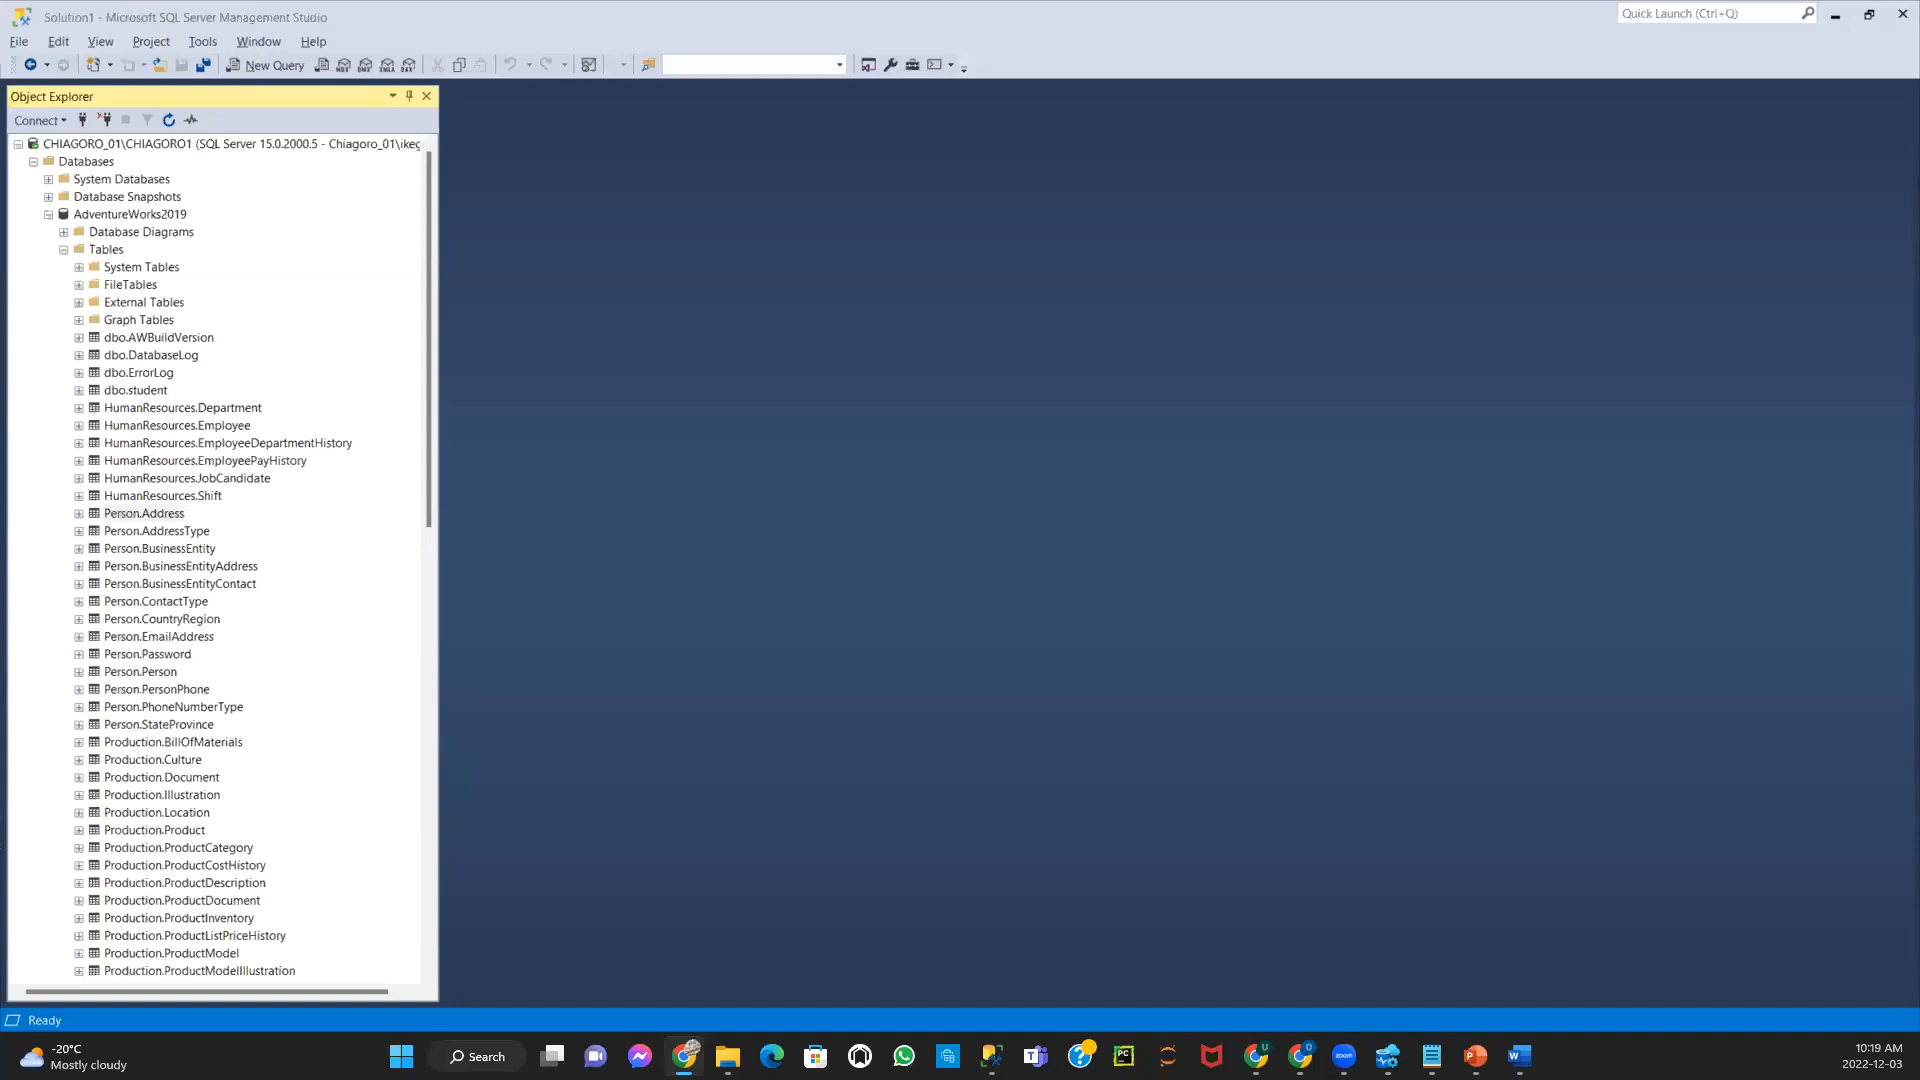 Solution1 - Microsoft SQL Server Management Studio
Quick Launch (Ctrl+Q)
File Edit View Project Tools Window Help
New Query
Object Explorer
Connect
CHIAGORO_01\CHIAGORO1 (SQL Server 15.0.2000.5 - Chiagoro_01\ikeg
Databases
System Databases
Database Snapshots
AdventureWorks2019
Database Diagrams
Tables
System Tables
FileTables
External Tables
Graph Tables
dbo.AWBuildVersion
dbo.DatabaseLog
dbo.ErrorLog
dbo.student
HumanResources.Department
HumanResources.Employee
HumanResources.EmployeeDepartmentHistory
HumanResources.EmployeePayHistory
HumanResources.JobCandidate
HumanResources.Shift
Person.Address
Person.AddressType
Person.BusinessEntity
Person.BusinessEntityAddress
Person.BusinessEntityContact
Person.ContactType
Person.CountryRegion
Person.EmailAddress
Person.Password
Person.Person
Person.PersonPhone
Person.PhoneNumberType
Person.StateProvince
Production.BillOfMaterials
Production.Culture
Production.Document
Production.Illustration
Production.Location
Production.Product
Production.ProductCategory
Production.ProductCostHistory
Production.ProductDescription
Production.ProductDocument
Production.ProductInventory
Production.ProductListPriceHistory
Production.ProductModel
Production.ProductModelIllustration
Ready
-20°C
Mostly cloudy
Search
10:19 AM
2022-12-03